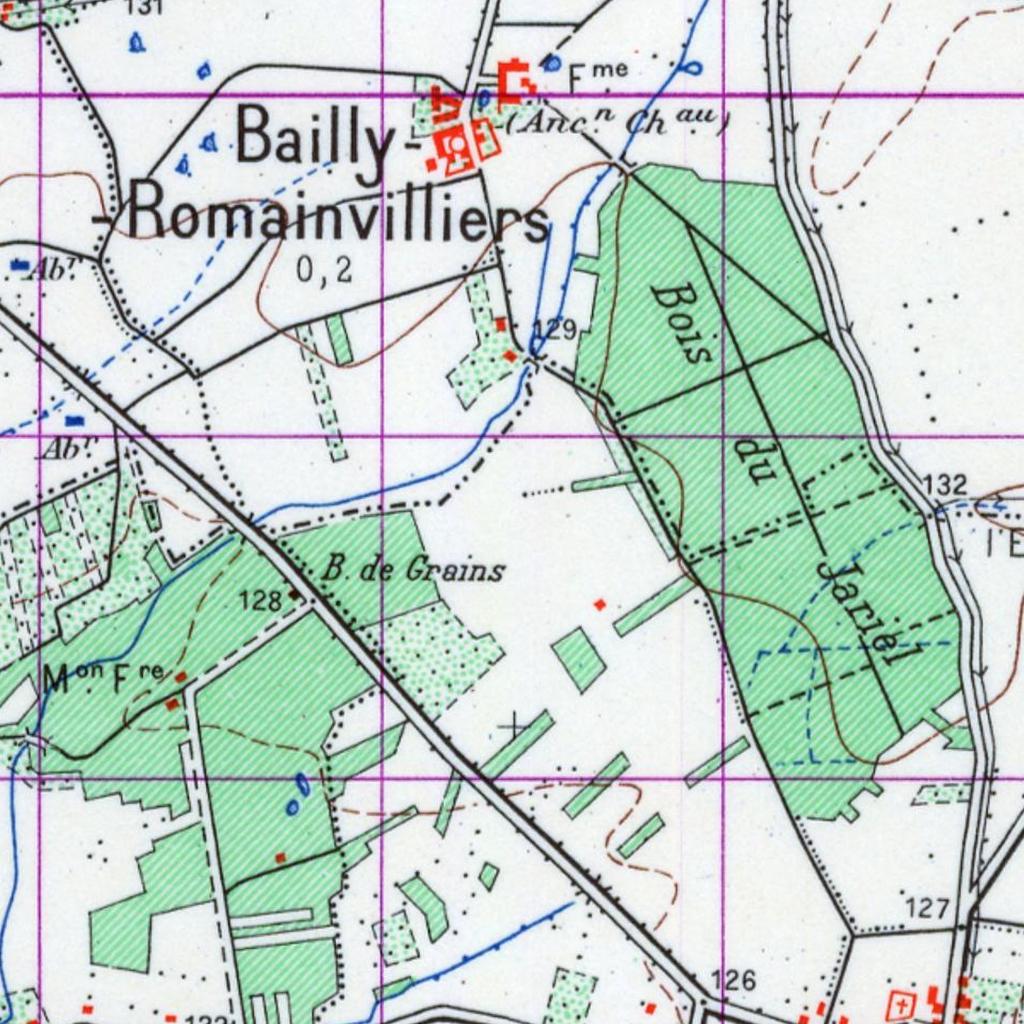 131
Fme
(Ancn Chau)
Bailly-
-Romainvilliers
Abr
0,2
129
Bois
du
Jariel
Abr
132
l'E
B. de Grains
128
Mon Fre
127
126